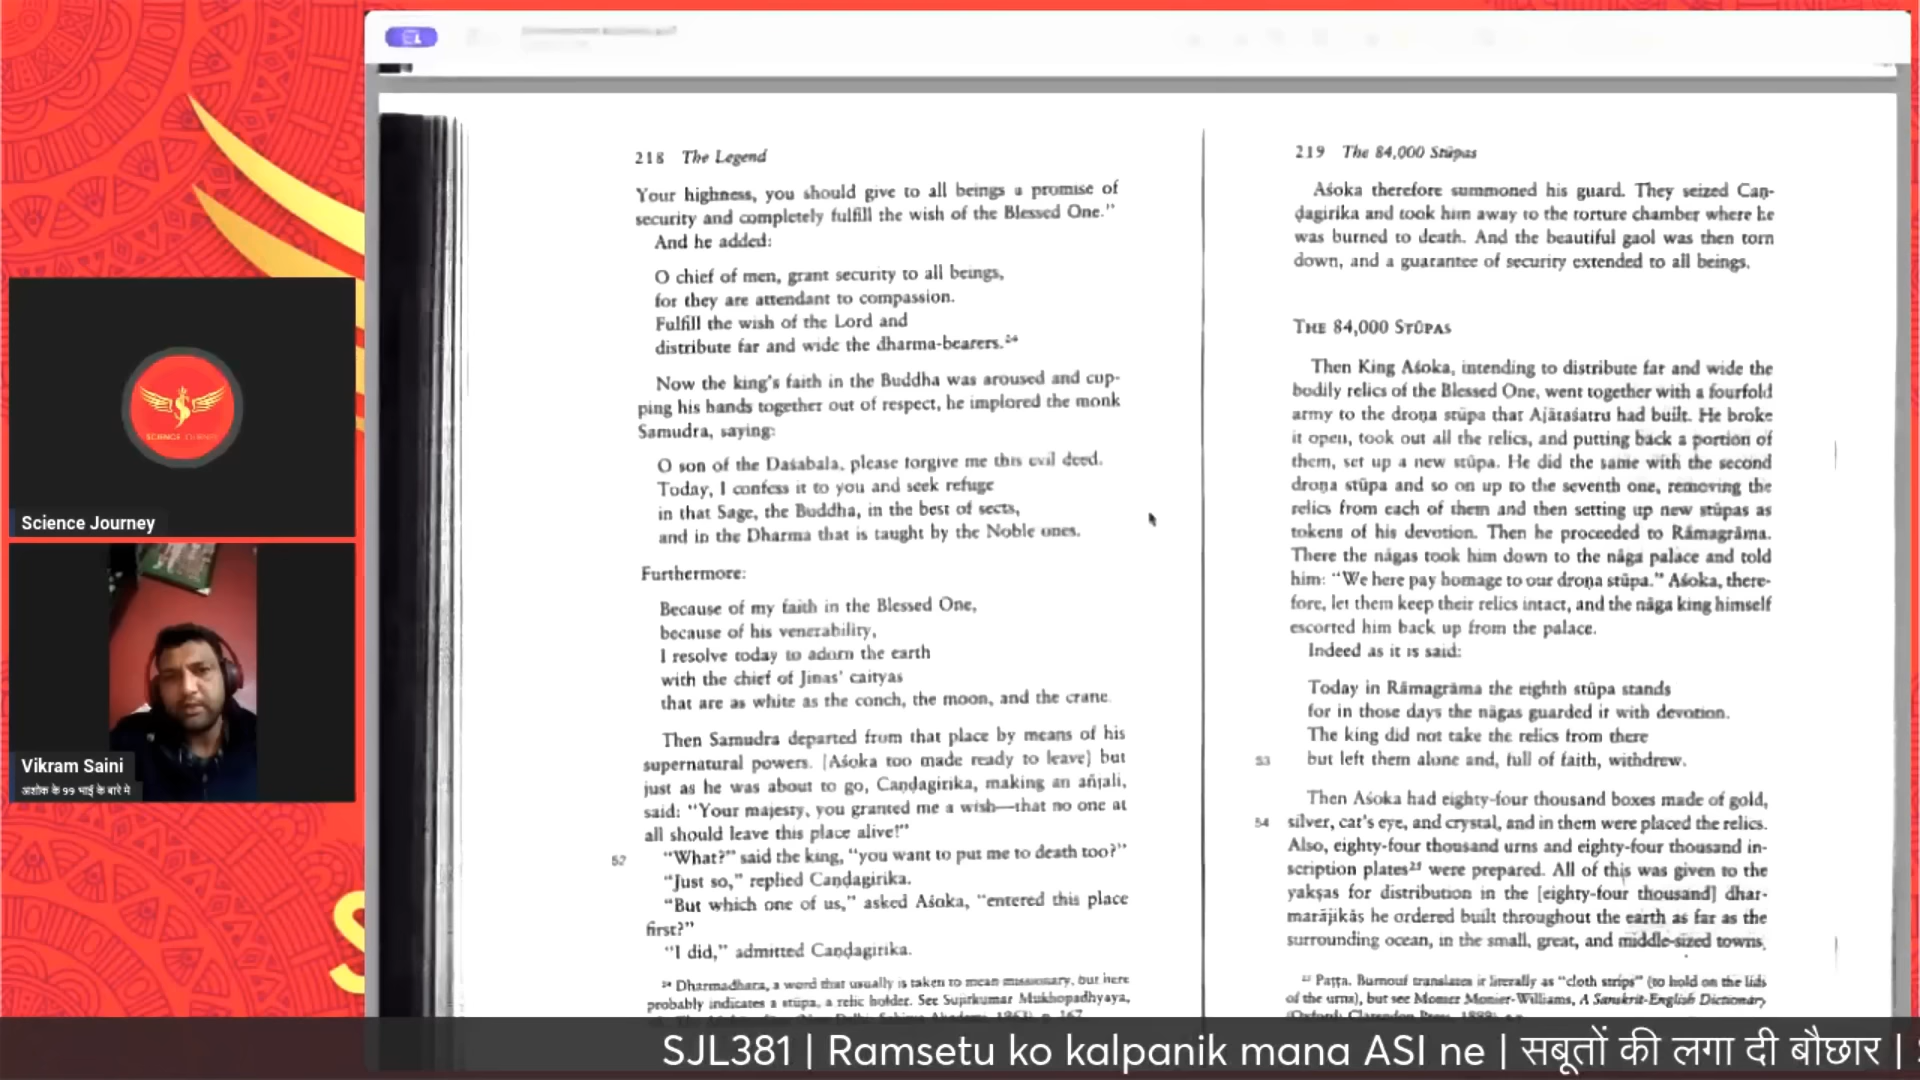 218 The Legend
Your highness, you should give to all beings a promise of
security and completely fulfill the wish of the Blessed One."
And he added:
O chief of men, grant security to all beings,
for they are attendant to compassion.
Fulfill the wish of the Lord and
distribute far and wide the dharma-bearers.²⁴
Now the king's faith in the Buddha was aroused and cup-
ping his hands together out of respect, he implored the monk
Samudra, saying:
O son of the Daśabala, please forgive me this evil deed.
Today, I confess it to you and seek refuge
in that Sage, the Buddha, in the best of sects,
and in the Dharma that is taught by the Noble ones.
Furthermore:
Because of my faith in the Blessed One,
because of his venerability,
I resolve today to adorn the earth
with the chief of Jinas' caityas
that are as white as the conch, the moon, and the crane.
Then Samudra departed from that place by means of his
supernatural powers. [Aśoka too made ready to leave] but
just as he was about to go, Caṇḍagirika, making an añjali,
said: "Your majesty, you granted me a wish—that no one at
all should leave this place alive!"
52 "What?" said the king, "you want to put me to death too?"
"Just so," replied Caṇḍagirika.
"But which one of us," asked Aśoka, "entered this place
first?"
"I did," admitted Caṇḍagirika.
²⁴ Dharmadhara, a word that usually is taken to mean missionary, but here
probably indicates a stūpa, a relic holder. See Sujitkumar Mukhopadhyaya,
219 The 84,000 Stūpas
Aśoka therefore summoned his guard. They seized Caṇ-
ḍagirika and took him away to the torture chamber where he
was burned to death. And the beautiful gaol was then torn
down, and a guarantee of security extended to all beings.
THE 84,000 STŪPAS
Then King Aśoka, intending to distribute far and wide the
bodily relics of the Blessed One, went together with a fourfold
army to the droṇa stūpa that Ajātaśatru had built. He broke
it open, took out all the relics, and putting back a portion of
them, set up a new stūpa. He did the same with the second
droṇa stūpa and so on up to the seventh one, removing the
relics from each of them and then setting up new stūpas as
tokens of his devotion. Then he proceeded to Rāmagrāma.
There the nāgas took him down to the nāga palace and told
him: "We here pay homage to our droṇa stūpa." Aśoka, there-
fore, let them keep their relics intact, and the nāga king himself
escorted him back up from the palace.
Indeed as it is said:
Today in Rāmagrāma the eighth stūpa stands
for in those days the nāgas guarded it with devotion.
The king did not take the relics from there
53 but left them alone and, full of faith, withdrew.
Then Aśoka had eighty-four thousand boxes made of gold,
54 silver, cat's eye, and crystal, and in them were placed the relics.
Also, eighty-four thousand urns and eighty-four thousand in-
scription plates²⁵ were prepared. All of this was given to the
yakṣas for distribution in the [eighty-four thousand] dhar-
marājikās he ordered built throughout the earth as far as the
surrounding ocean, in the small, great, and middle-sized towns,
²⁵ Paṭṭa. Burnouf translates it literally as "cloth strips" (to hold on the lids
of the urns), but see Monier Monier-Williams, A Sanskrit-English Dictionary
SCIENCE JOURNEY
Science Journey
Vikram Saini
अशोक के 99 भाई के बारे मे
SJL381 | Ramsetu ko kalpanik mana ASI ne | सबूतों की लगा दी बौछार |